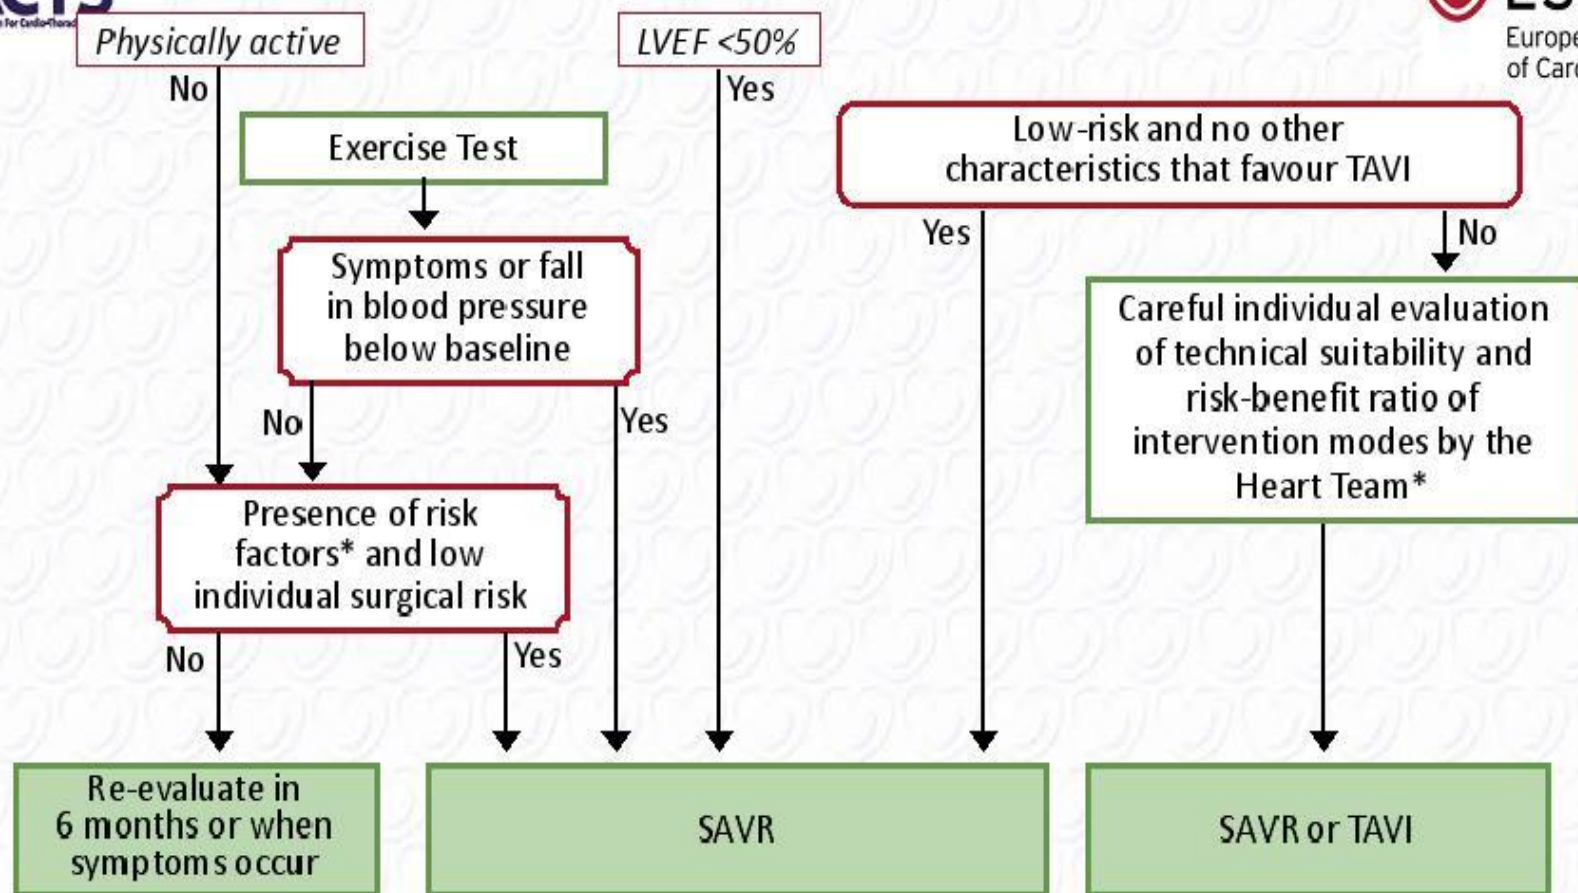 ACTS
Physically active
LVEF <50%
No
Yes
Exercise Test
Low-risk and no other
characteristics that favour TAVI
Symptoms or fall
in blood pressure
below baseline
Yes
No
Careful individual evaluation
of technical suitability and
risk-benefit ratio of
intervention modes by the
Heart Team*
No
Yes
Presence of risk
factors* and low
individual surgical risk
No
Yes
Re-evaluate in
6 months or when
symptoms occur
SAVR
SAVR or TAVI